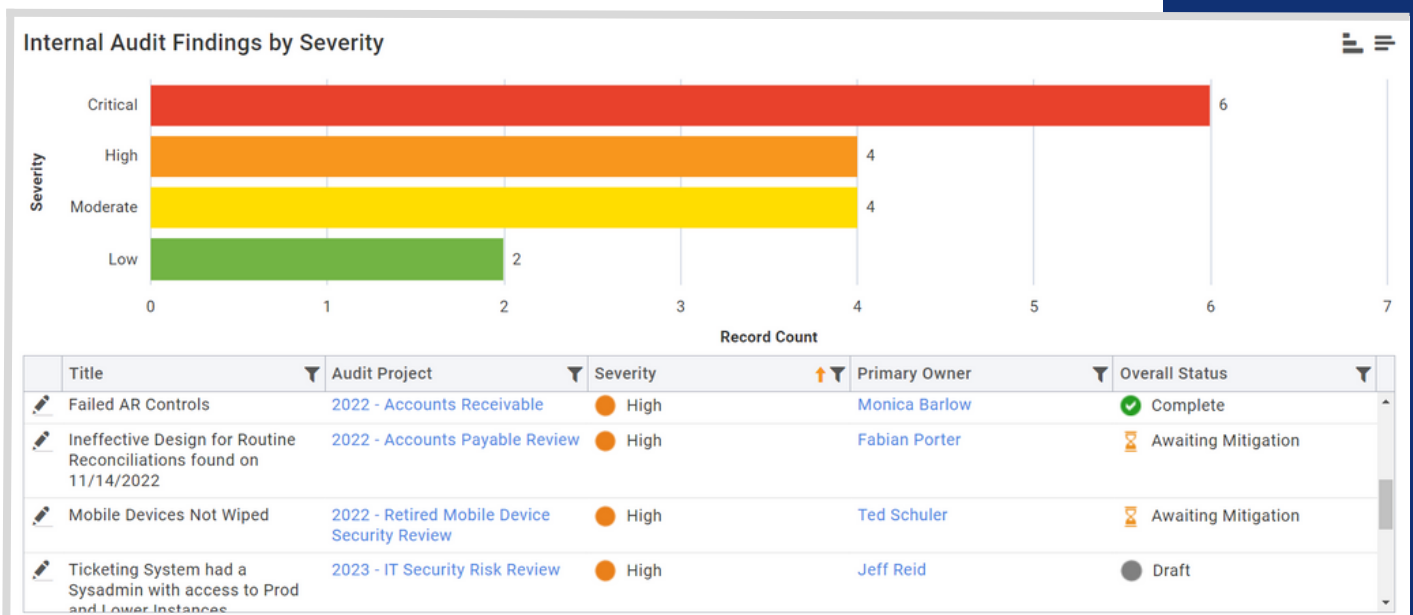 Internal Audit Findings by Severity
Severity
Critical
6
High
4
Moderate
4
Low
2
0 1 2 3 4 5 6 7
Record Count
Title Audit Project Severity Primary Owner Overall Status
Failed AR Controls 2022 - Accounts Receivable High Monica Barlow Complete
Ineffective Design for Routine 2022 - Accounts Payable Review High Fabian Porter Awaiting Mitigation
Reconciliations found on
11/14/2022
Mobile Devices Not Wiped 2022 - Retired Mobile Device High Ted Schuler Awaiting Mitigation
Security Review
Ticketing System had a 2023 - IT Security Risk Review High Jeff Reid Draft
Sysadmin with access to Prod
and Lower Instances